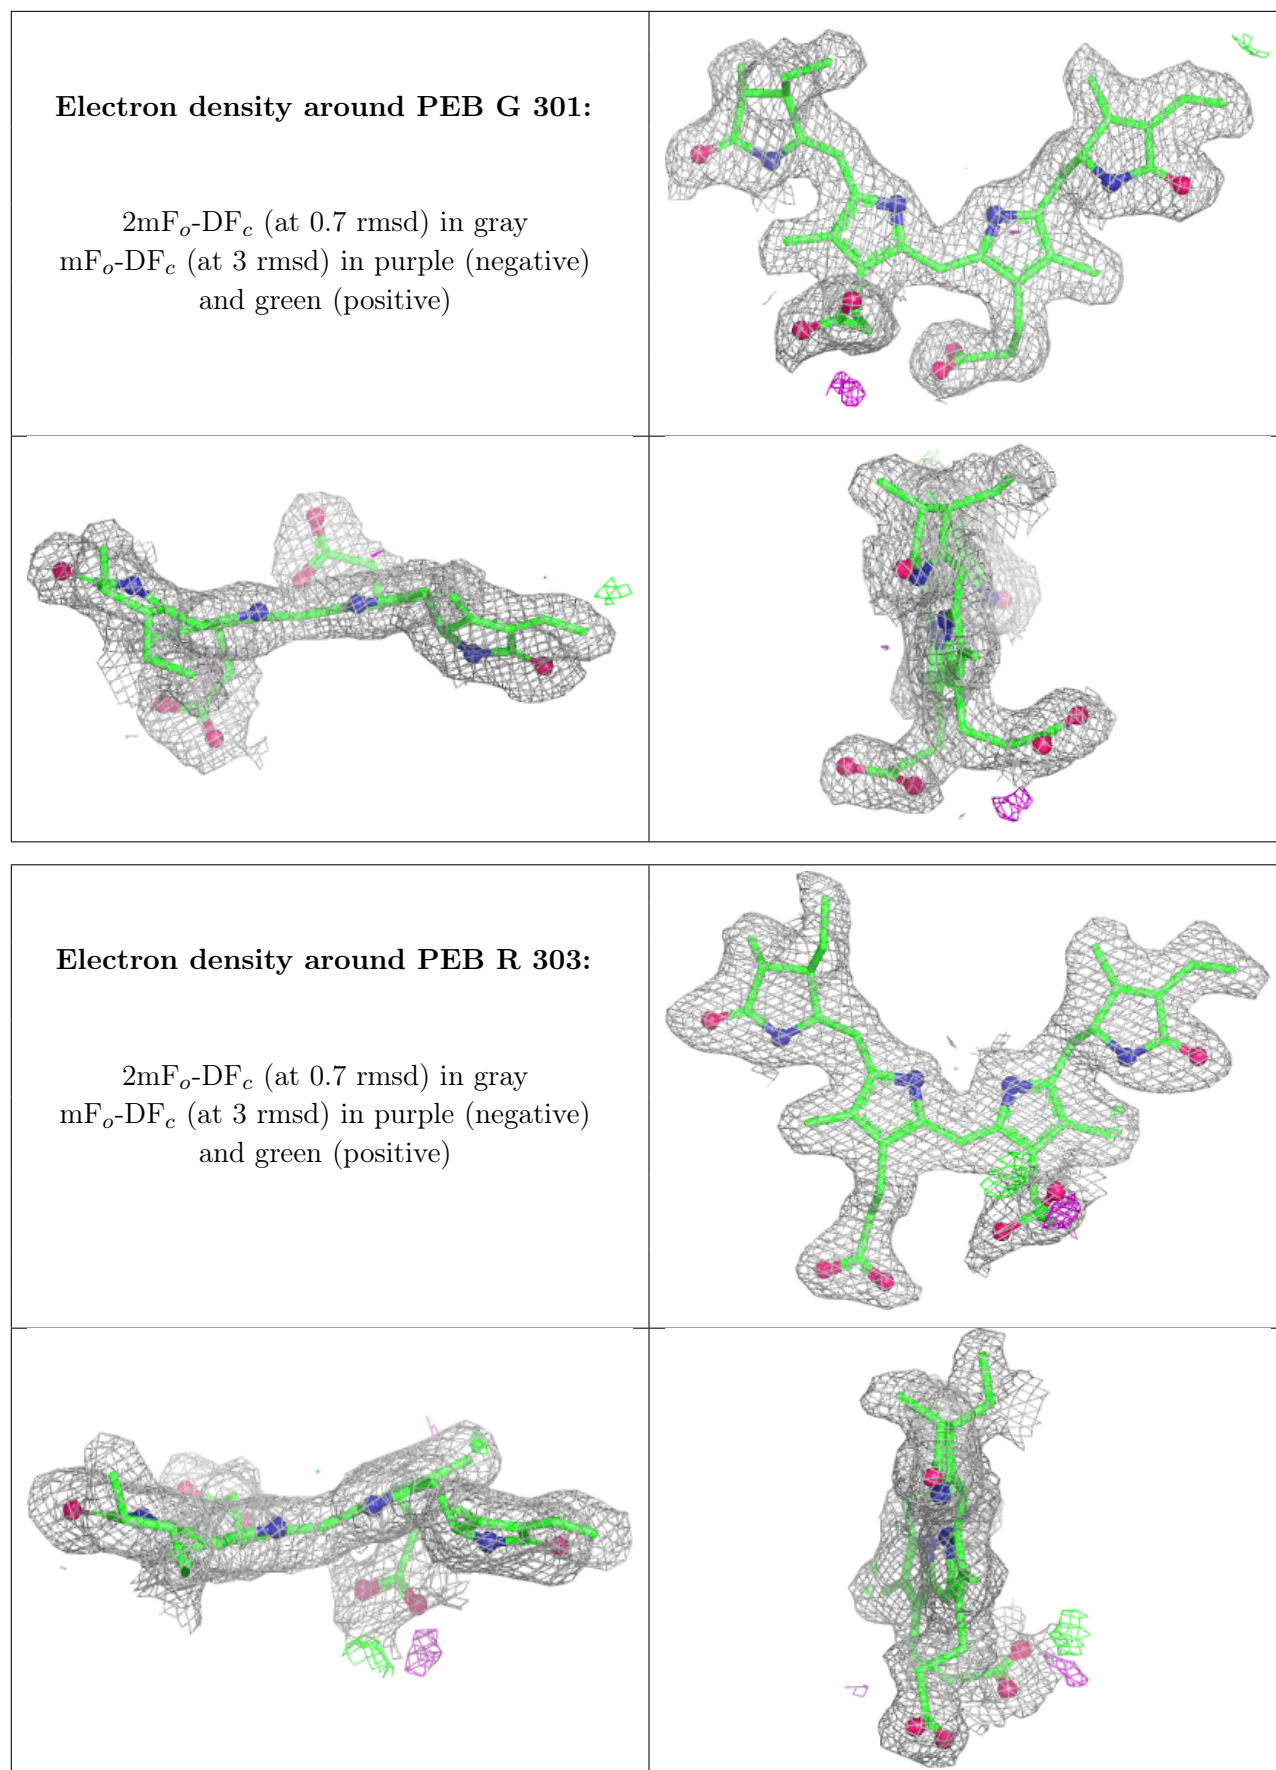 Electron density around PEB G 301:
2mFo-DFc (at 0.7 rmsd) in gray
mFo-DFc (at 3 rmsd) in purple (negative)
and green (positive)
Electron density around PEB R 303:
2mFo-DFc (at 0.7 rmsd) in gray
mFo-DFc (at 3 rmsd) in purple (negative)
and green (positive)